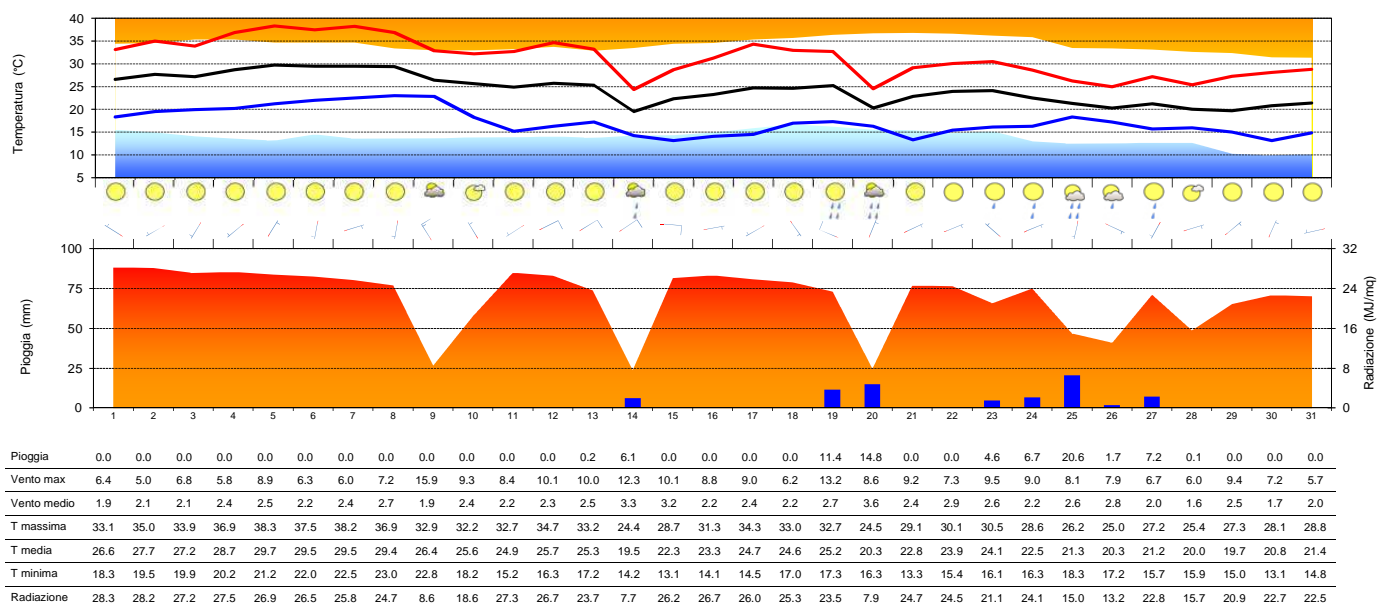 Temperatura (°C)
40
35
30
25
20
15
10
5
Pioggia (mm)
100
75
50
25
0
Radiazione (MJ/mq)
32
24
16
8
0
1 2 3 4 5 6 7 8 9 10 11 12 13 14 15 16 17 18 19 20 21 22 23 24 25 26 27 28 29 30 31
Pioggia 0.0 0.0 0.0 0.0 0.0 0.0 0.0 0.0 0.0 0.0 0.0 0.0 0.2 6.1 0.0 0.0 0.0 0.0 11.4 14.8 0.0 0.0 4.6 6.7 20.6 1.7 7.2 0.1 0.0 0.0 0.0
Vento max 6.4 5.0 6.8 5.8 8.9 6.3 6.0 7.2 15.9 9.3 8.4 10.1 10.0 12.3 10.1 8.8 9.0 6.2 13.2 8.6 9.2 7.3 9.5 9.0 8.1 7.9 6.7 6.0 9.4 7.2 5.7
Vento medio 1.9 2.1 2.1 2.4 2.5 2.2 2.4 2.7 1.9 2.4 2.2 2.3 2.5 3.3 3.2 2.2 2.4 2.2 2.7 3.6 2.4 2.9 2.6 2.2 2.6 2.8 2.0 1.6 2.5 1.7 2.0
T massima 33.1 35.0 33.9 36.9 38.3 37.5 38.2 36.9 32.9 32.2 32.7 34.7 33.2 24.4 28.7 31.3 34.3 33.0 32.7 24.5 29.1 30.1 30.5 28.6 26.2 25.0 27.2 25.4 27.3 28.1 28.8
T media 26.6 27.7 27.2 28.7 29.7 29.5 29.5 29.4 26.4 25.6 24.9 25.7 25.3 19.5 22.3 23.3 24.7 24.6 25.2 20.3 22.8 23.9 24.1 22.5 21.3 20.3 21.2 20.0 19.7 20.8 21.4
T minima 18.3 19.5 19.9 20.2 21.2 22.0 22.5 23.0 22.8 18.2 15.2 16.3 17.2 14.2 13.1 14.1 14.5 17.0 17.3 16.3 13.3 15.4 16.1 16.3 18.3 17.2 15.7 15.9 15.0 13.1 14.8
Radiazione 28.3 28.2 27.2 27.5 26.9 26.5 25.8 24.7 8.6 18.6 27.3 26.7 23.7 7.7 26.2 26.7 26.0 25.3 23.5 7.9 24.7 24.5 21.1 24.1 15.0 13.2 22.8 15.7 20.9 22.7 22.5